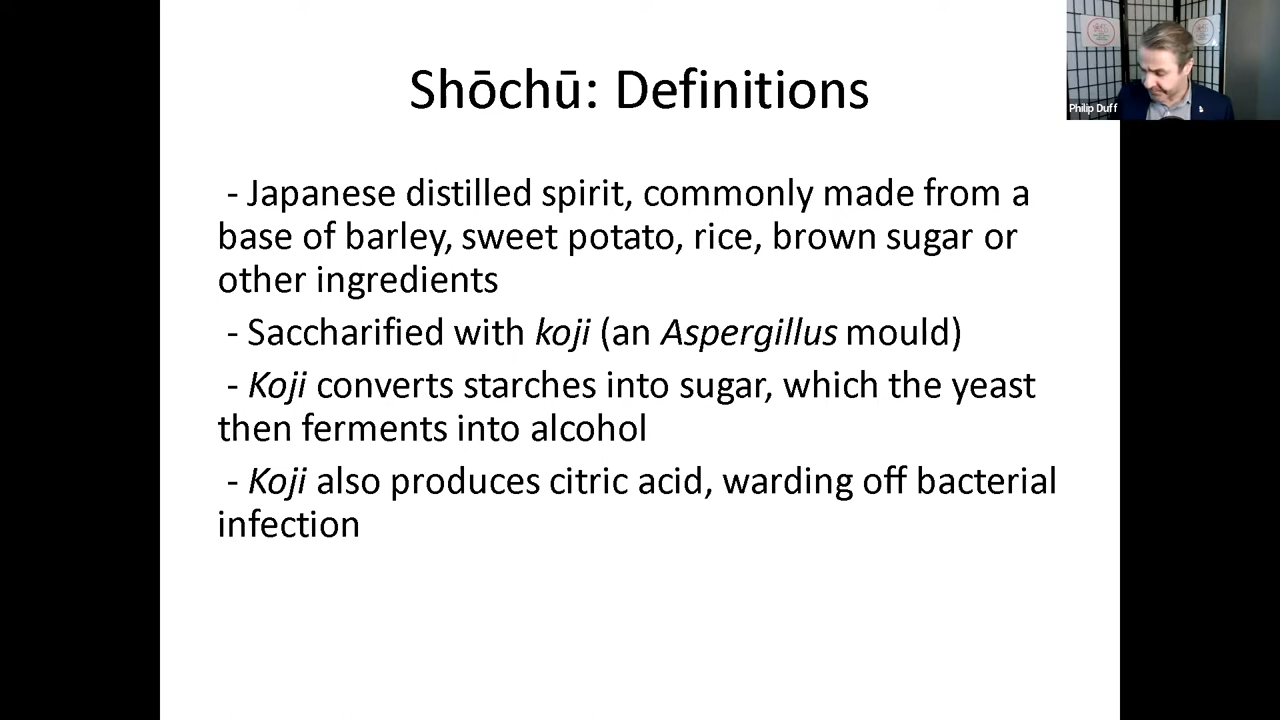 Shōchū: Definitions
Philip Duff
- Japanese distilled spirit, commonly made from a
base of barley, sweet potato, rice, brown sugar or
other ingredients
- Saccharified with koji (an Aspergillus mould)
- Koji converts starches into sugar, which the yeast
then ferments into alcohol
- Koji also produces citric acid, warding off bacterial
infection